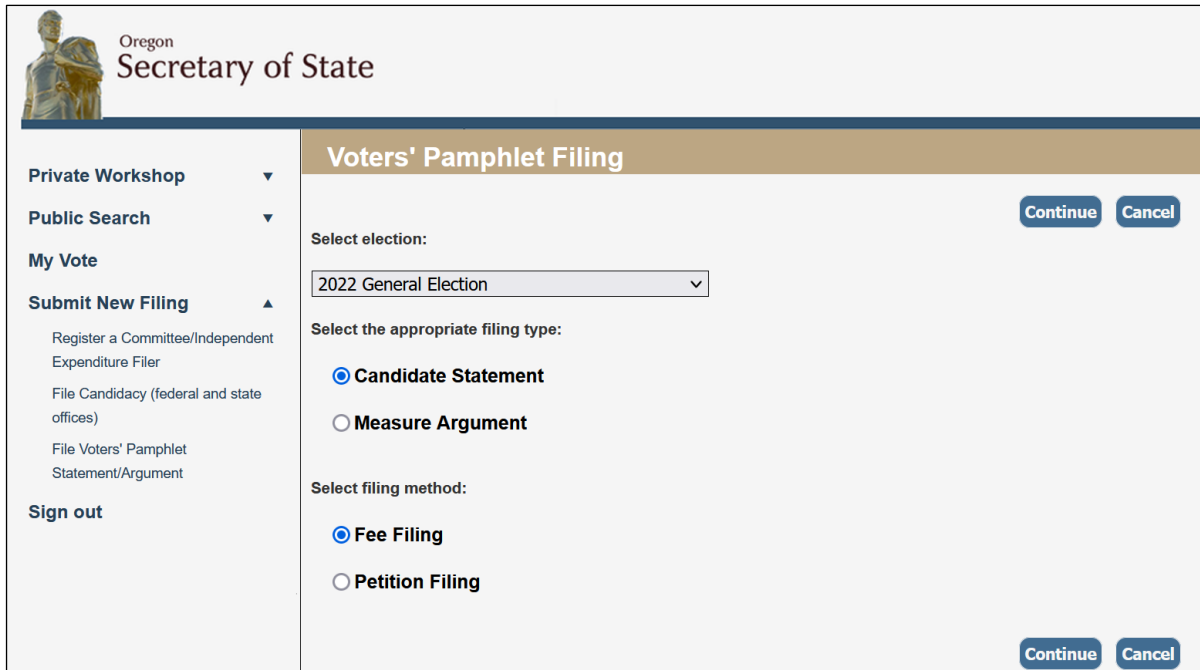 Oregon
Secretary of State
Private Workshop
Public Search
My Vote
Submit New Filing
Register a Committee/Independent
Expenditure Filer
File Candidacy (federal and state
offices)
File Voters' Pamphlet
Statement/Argument
Sign out
Voters' Pamphlet Filing
Continue Cancel
Select election:
2022 General Election
Select the appropriate filing type:
Candidate Statement
Measure Argument
Select filing method:
Fee Filing
Petition Filing
Continue Cancel